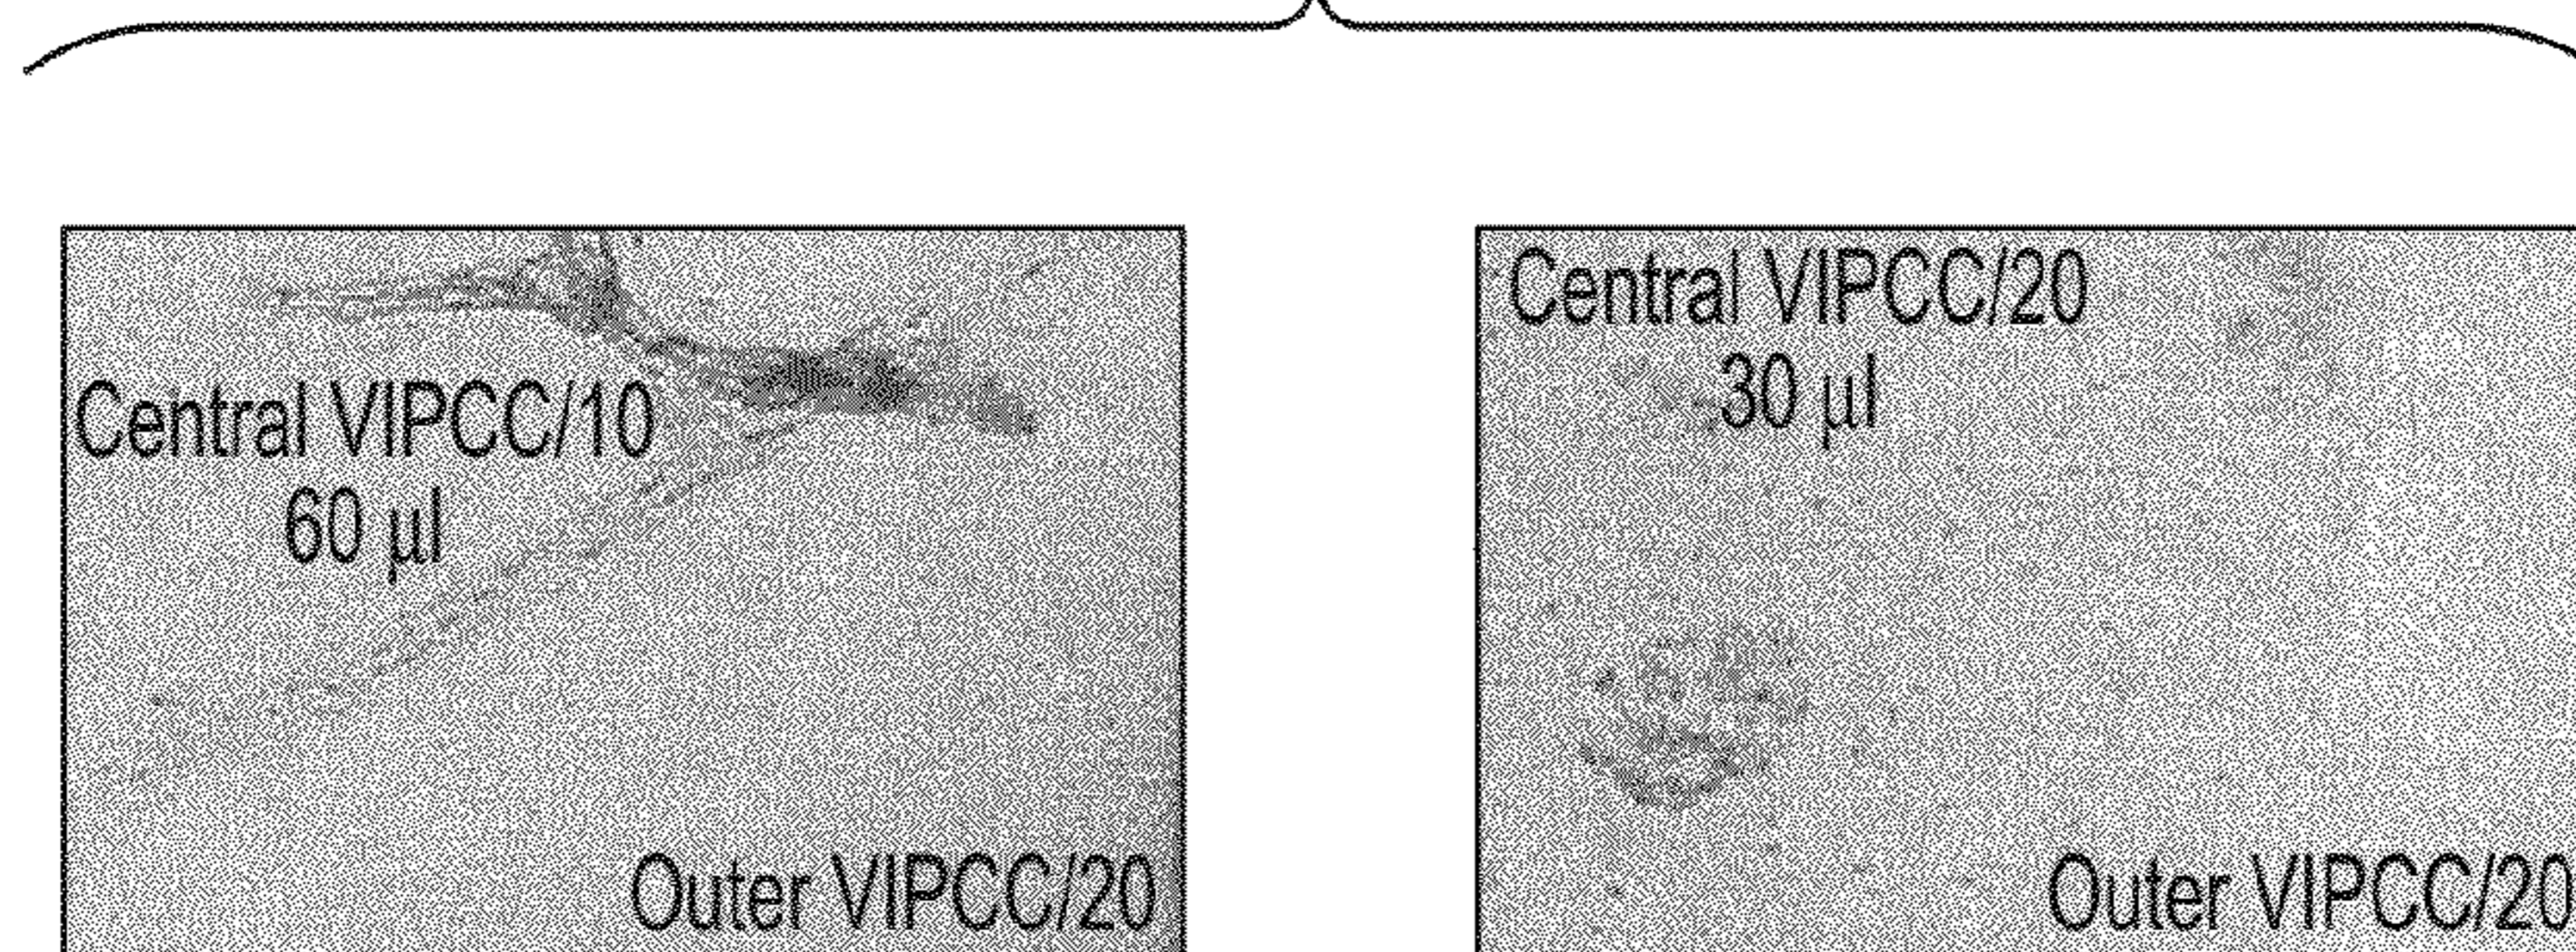 Central VIPCC/10
60 µl
Outer VIPCC/20
Central VIPCC/20
30 µl
Outer VIPCC/20